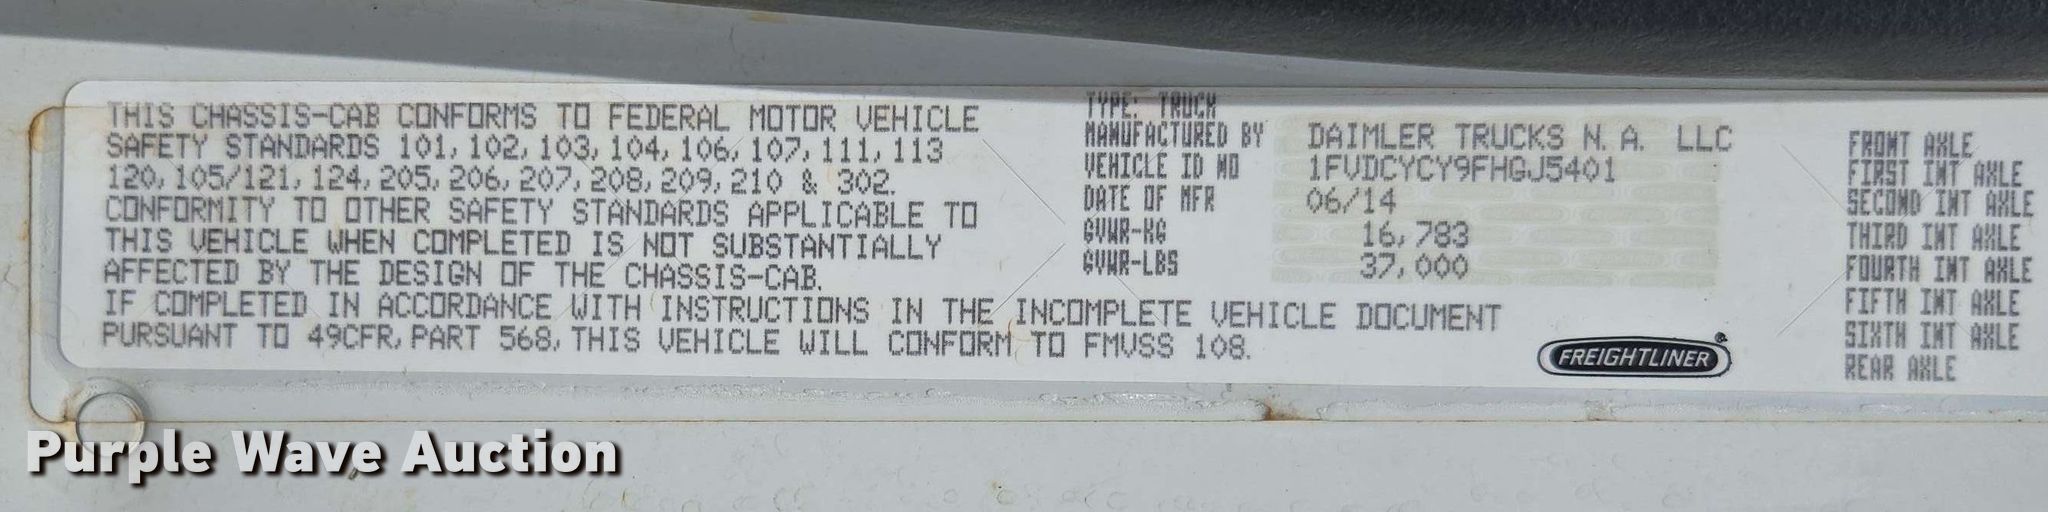 THIS CHASSIS-CAB CONFORMS TO FEDERAL MOTOR VEHICLE
SAFETY STANDARDS 101, 102, 103, 104, 106, 107, 111, 113
120, 105/121, 124, 205, 206, 207, 208, 209, 210 & 302.
CONFORMITY TO OTHER SAFETY STANDARDS APPLICABLE TO
THIS VEHICLE WHEN COMPLETED IS NOT SUBSTANTIALLY
AFFECTED BY THE DESIGN OF THE CHASSIS-CAB.
IF COMPLETED IN ACCORDANCE WITH INSTRUCTIONS IN THE INCOMPLETE VEHICLE DOCUMENT
PURSUANT TO 49CFR, PART 568, THIS VEHICLE WILL CONFORM TO FMVSS 108.
TYPE: TRUCK
MANUFACTURED BY DAIMLER TRUCKS N. A. LLC
VEHICLE ID NO 1FVDCYCY9FHGJ5401
DATE OF MFR 06/14
GVWR-KG 16,783
GVWR-LBS 37,000
FREIGHTLINER®
FRONT AXLE
FIRST INT AXLE
SECOND INT AXLE
THIRD INT AXLE
FOURTH INT AXLE
FIFTH INT AXLE
SIXTH INT AXLE
REAR AXLE
Purple Wave Auction